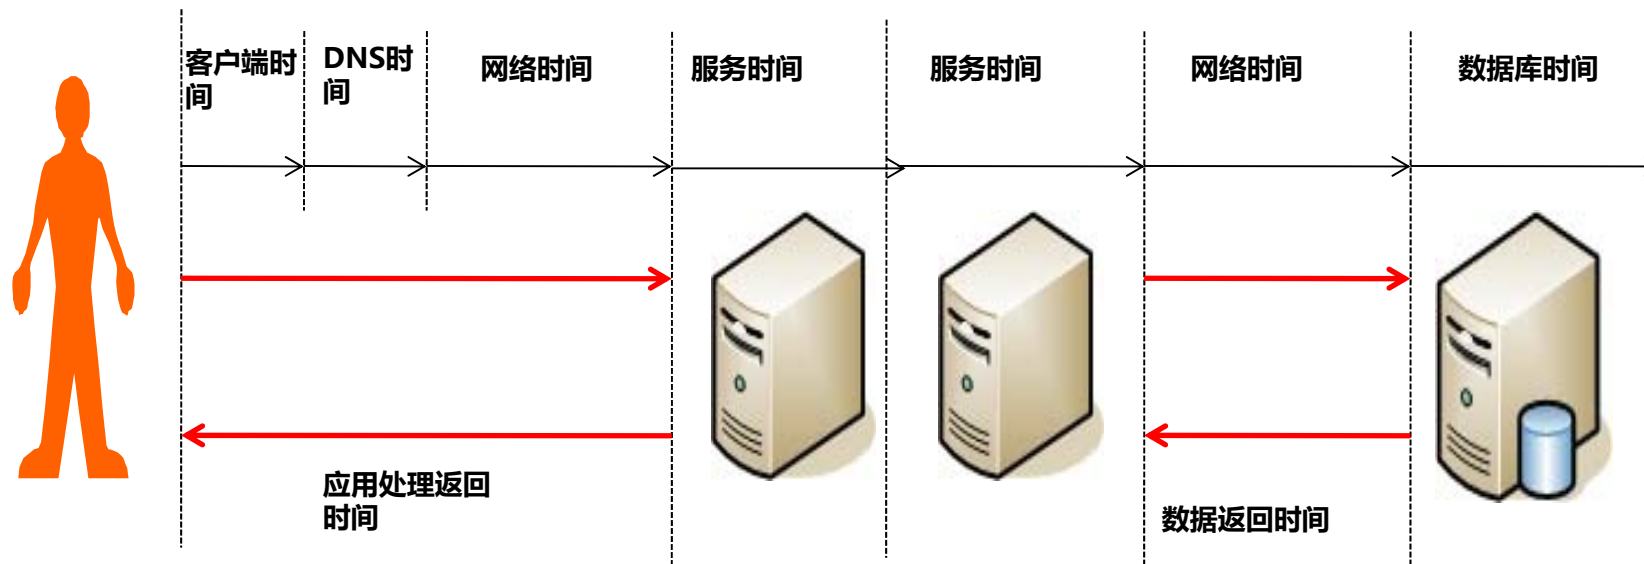 客户端时
间
DNS时
间
网络时间
服务时间
服务时间
网络时间
数据库时间
应用处理返回
时间
数据返回时间